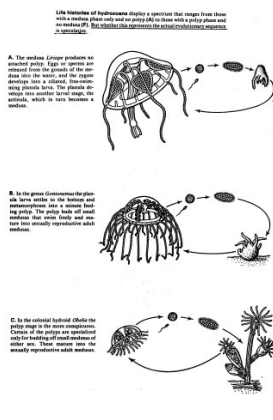 Life histories of hydrozoans display a spectrum that ranges from those
with a medusa phase only and no polyp (A) to those with a polyp phase and
no medusa (F). But whether this represents the actual evolutionary sequence
is speculative.
A. The medusa Liriope produces no
attached polyp. Eggs or sperms are
released from the gonads of the me-
dusa into the water, and the zygote
develops into a ciliated, free-swim-
ming planula larva. The planula de-
velops into another larval stage, the
actinula, which in turn becomes a
medusa.
B. In the genus Gonionemus the plan-
ula larva settles to the bottom and
metamorphoses into a minute feed-
ing polyp. The polyp buds off small
medusas that swim freely and ma-
ture into sexually reproductive adult
medusas.
C. In the colonial hydroid Obelia the
polyp stage is the more conspicuous.
Certain of the polyps are specialized
only for budding off small medusas of
either sex. These mature into the
sexually reproductive adult medusas.